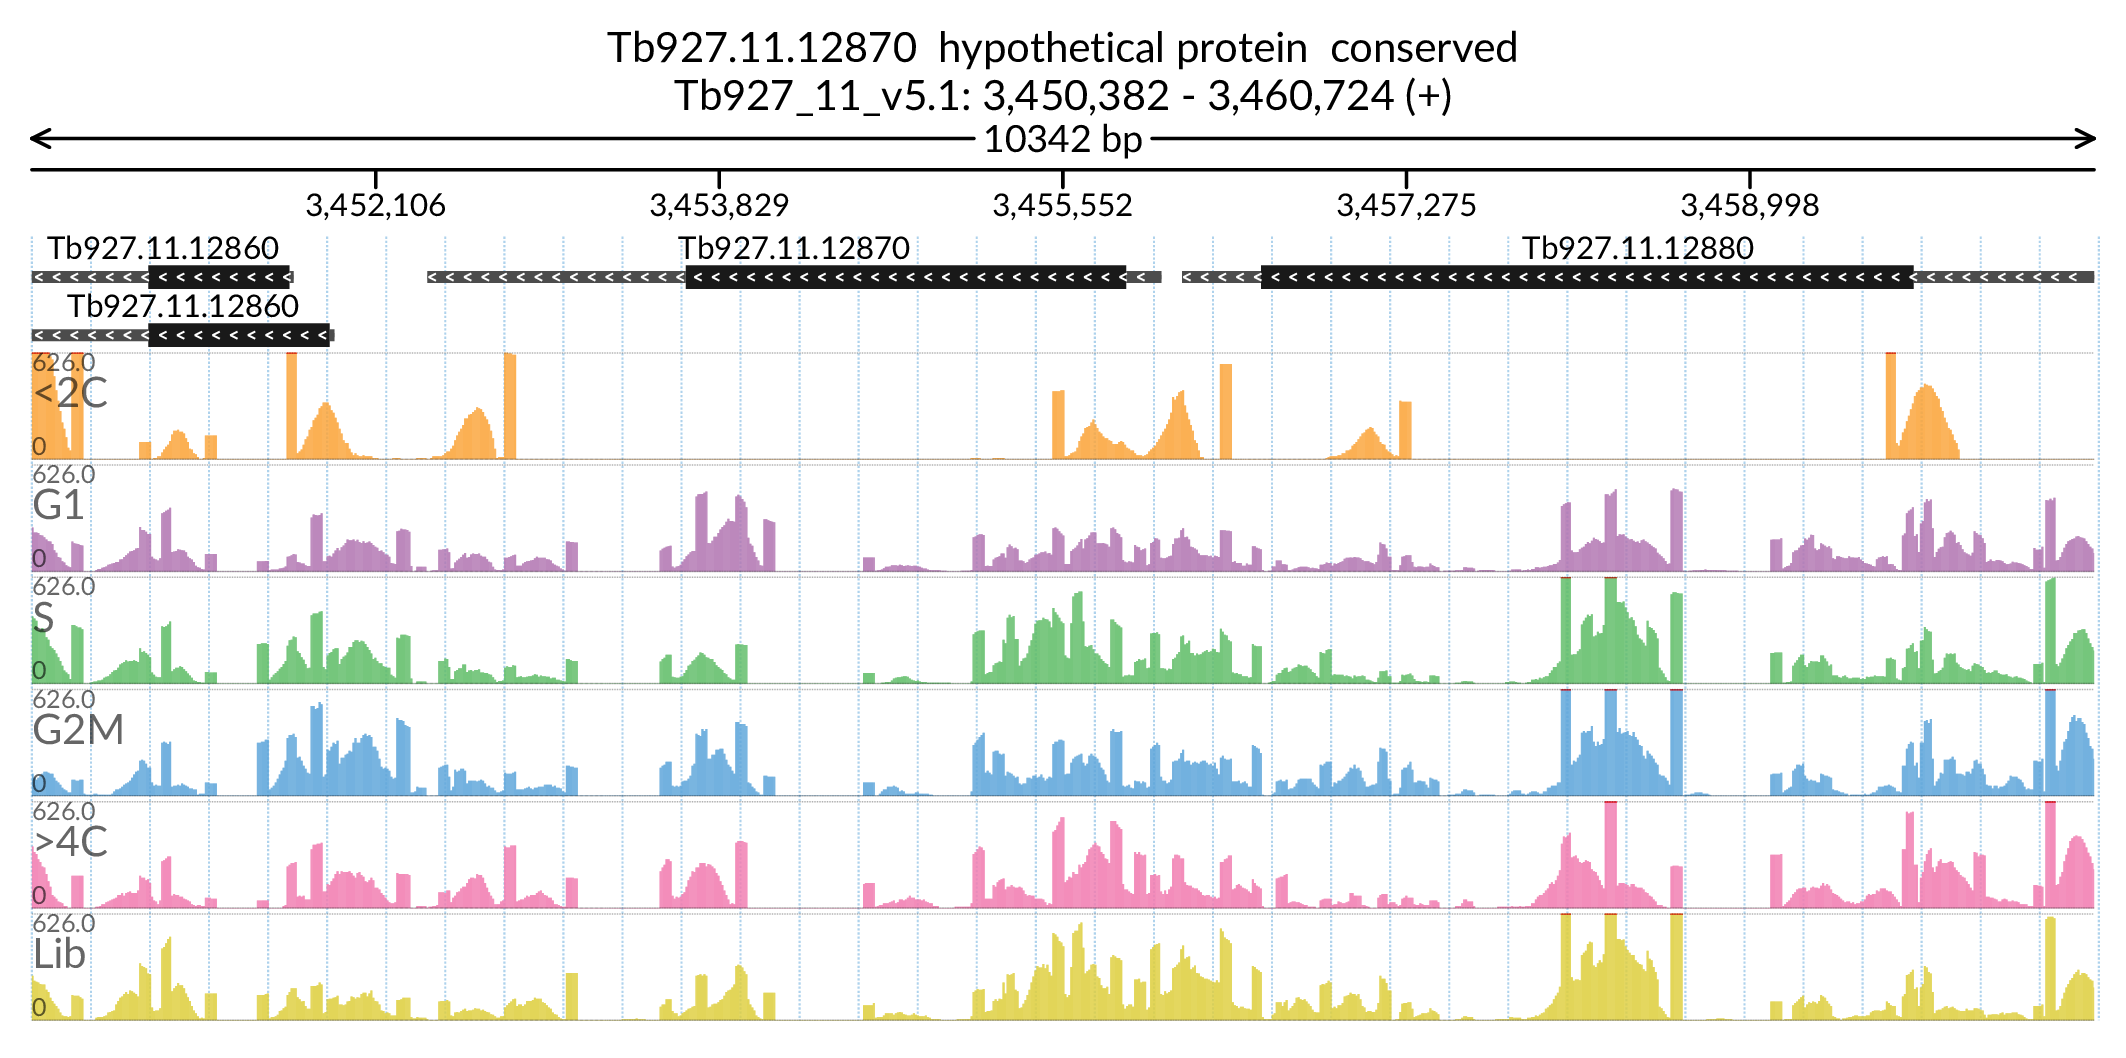 Tb927.11.12870  hypothetical protein  conserved
Tb927_11_v5.1: 3,450,382 - 3,460,724 (+)
10342 bp
3,452,106 3,453,829 3,455,552 3,457,275 3,458,998
Tb927.11.12860 Tb927.11.12870 Tb927.11.12880
Tb927.11.12860
626.0
<2C
0
626.0
G1
0
626.0
S
0
626.0
G2M
0
626.0
>4C
0
626.0
Lib
0